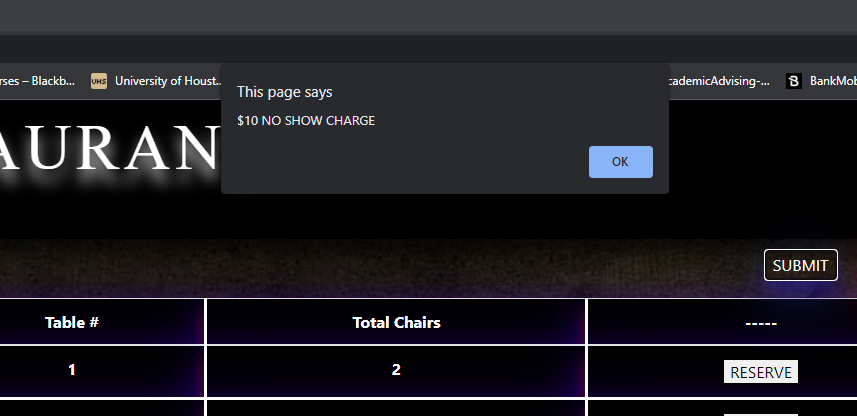 rses – Blackb...
UHS
University of Houst...
cademicAdvising-...
B
BankMob
This page says
$10 NO SHOW CHARGE
OK
AURAN
SUBMIT
Table #
Total Chairs
-----
1
2
RESERVE